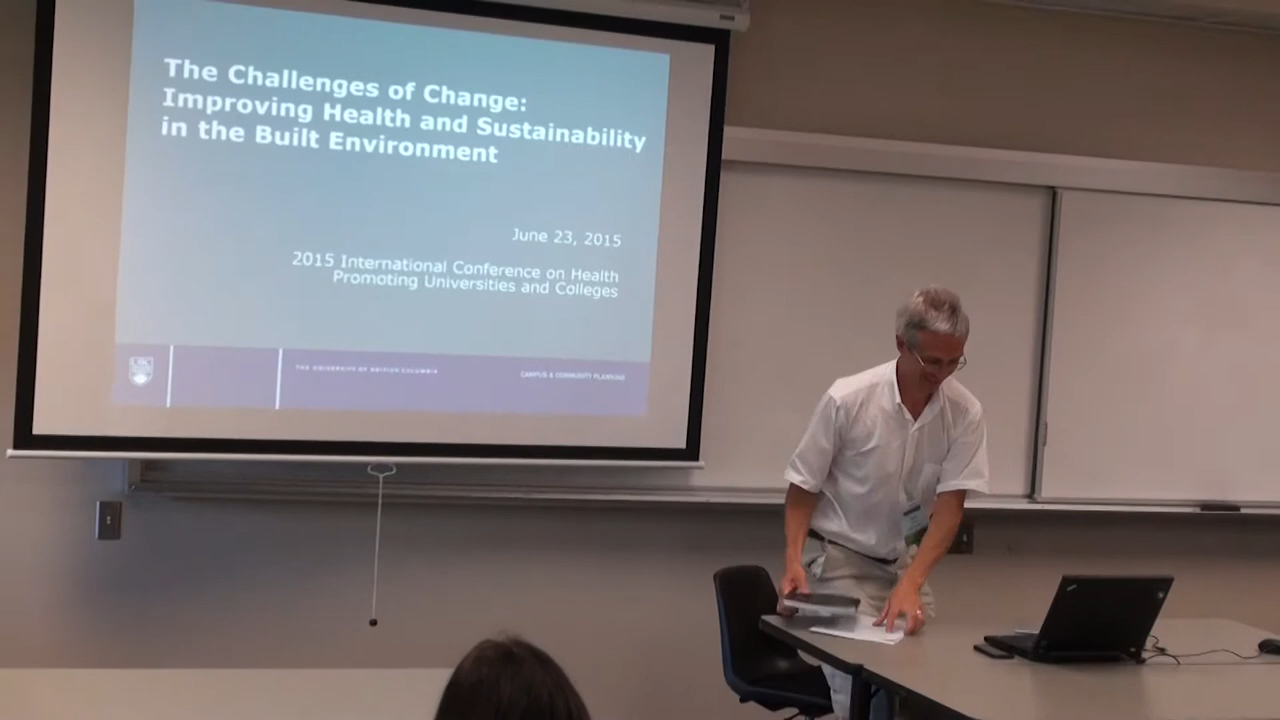 The Challenges of Change:
Improving Health and Sustainability
in the Built Environment
June 23, 2015
2015 International Conference on Health
Promoting Universities and Colleges
THE UNIVERSITY OF BRITISH COLUMBIA
CAMPUS & COMMUNITY PLANNING